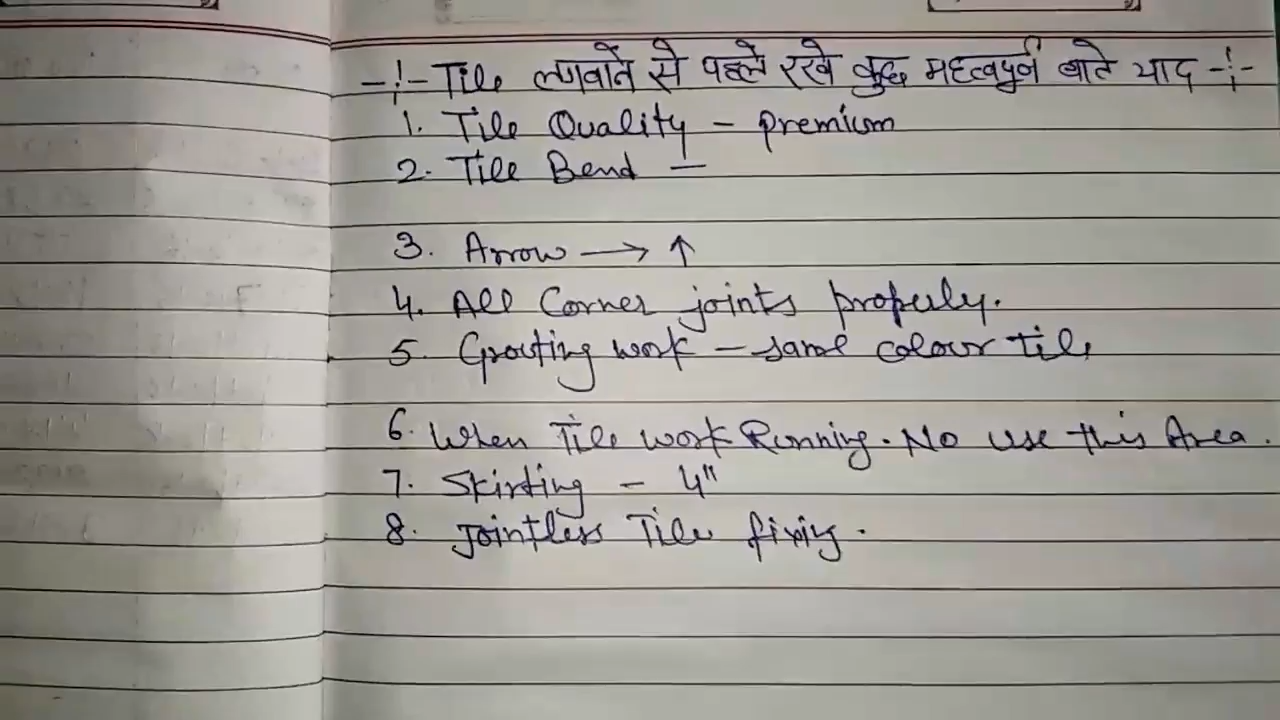 -:- Tile लगवाने से पहले रखे कुछ महत्वपूर्ण बाते याद -:-
1. Tile Quality - premium
2. Tile Bend -
3. Arrow → ↑
4. All Corner joints properly.
5. Grouting work - same colour tile
6. When Tile work Running. No use this Area.
7. Skirting - 4"
8. Jointless Tile fixing.